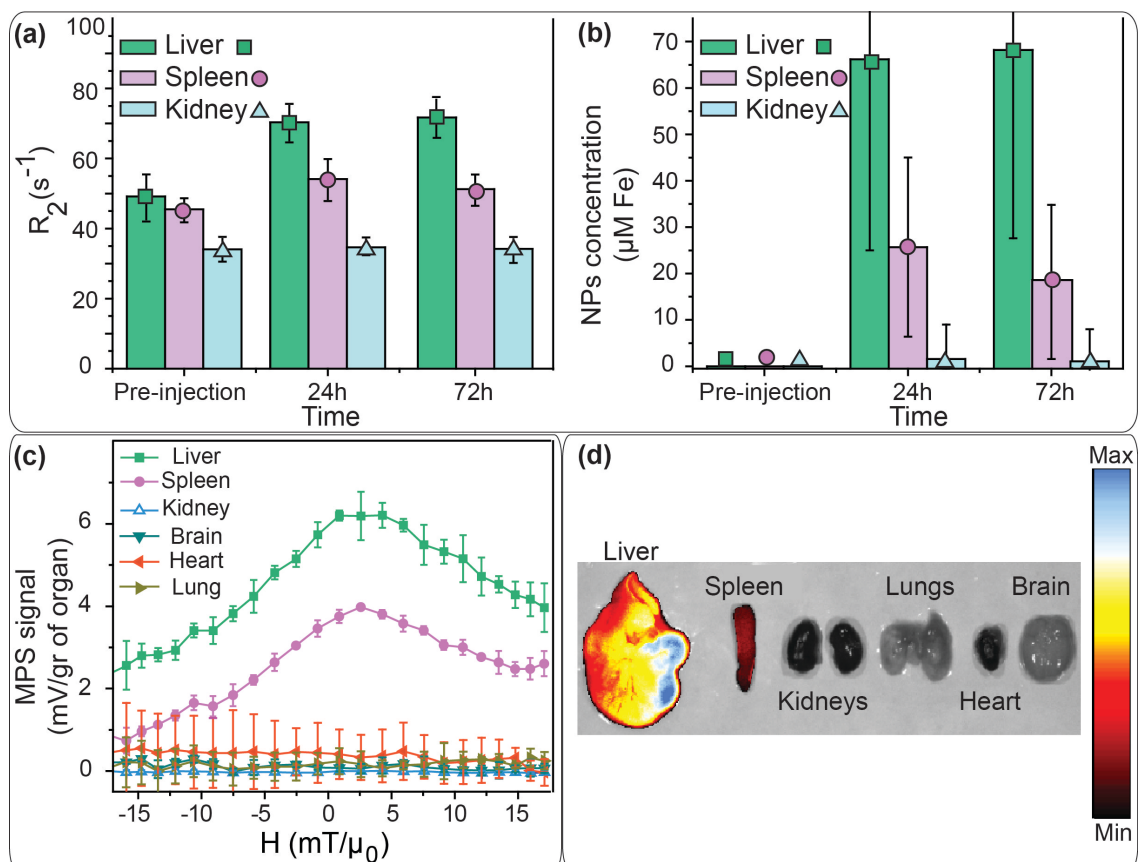 (a)
Liver
Spleen
Kidney
100
80
60
40
20
0
R2(s⁻¹)
Pre-injection 24h 72h
Time
(b)
Liver
Spleen
Kidney
70
60
50
40
30
20
10
0
NPs concentration
(µM Fe)
Pre-injection 24h 72h
Time
(c)
Liver
Spleen
Kidney
Brain
Heart
Lung
6
4
2
0
MPS signal
(mV/gr of organ)
-15 -10 -5 0 5 10 15
H (mT/µ0)
(d)
Max
Liver
Spleen Lungs Brain
Kidneys Heart
Min